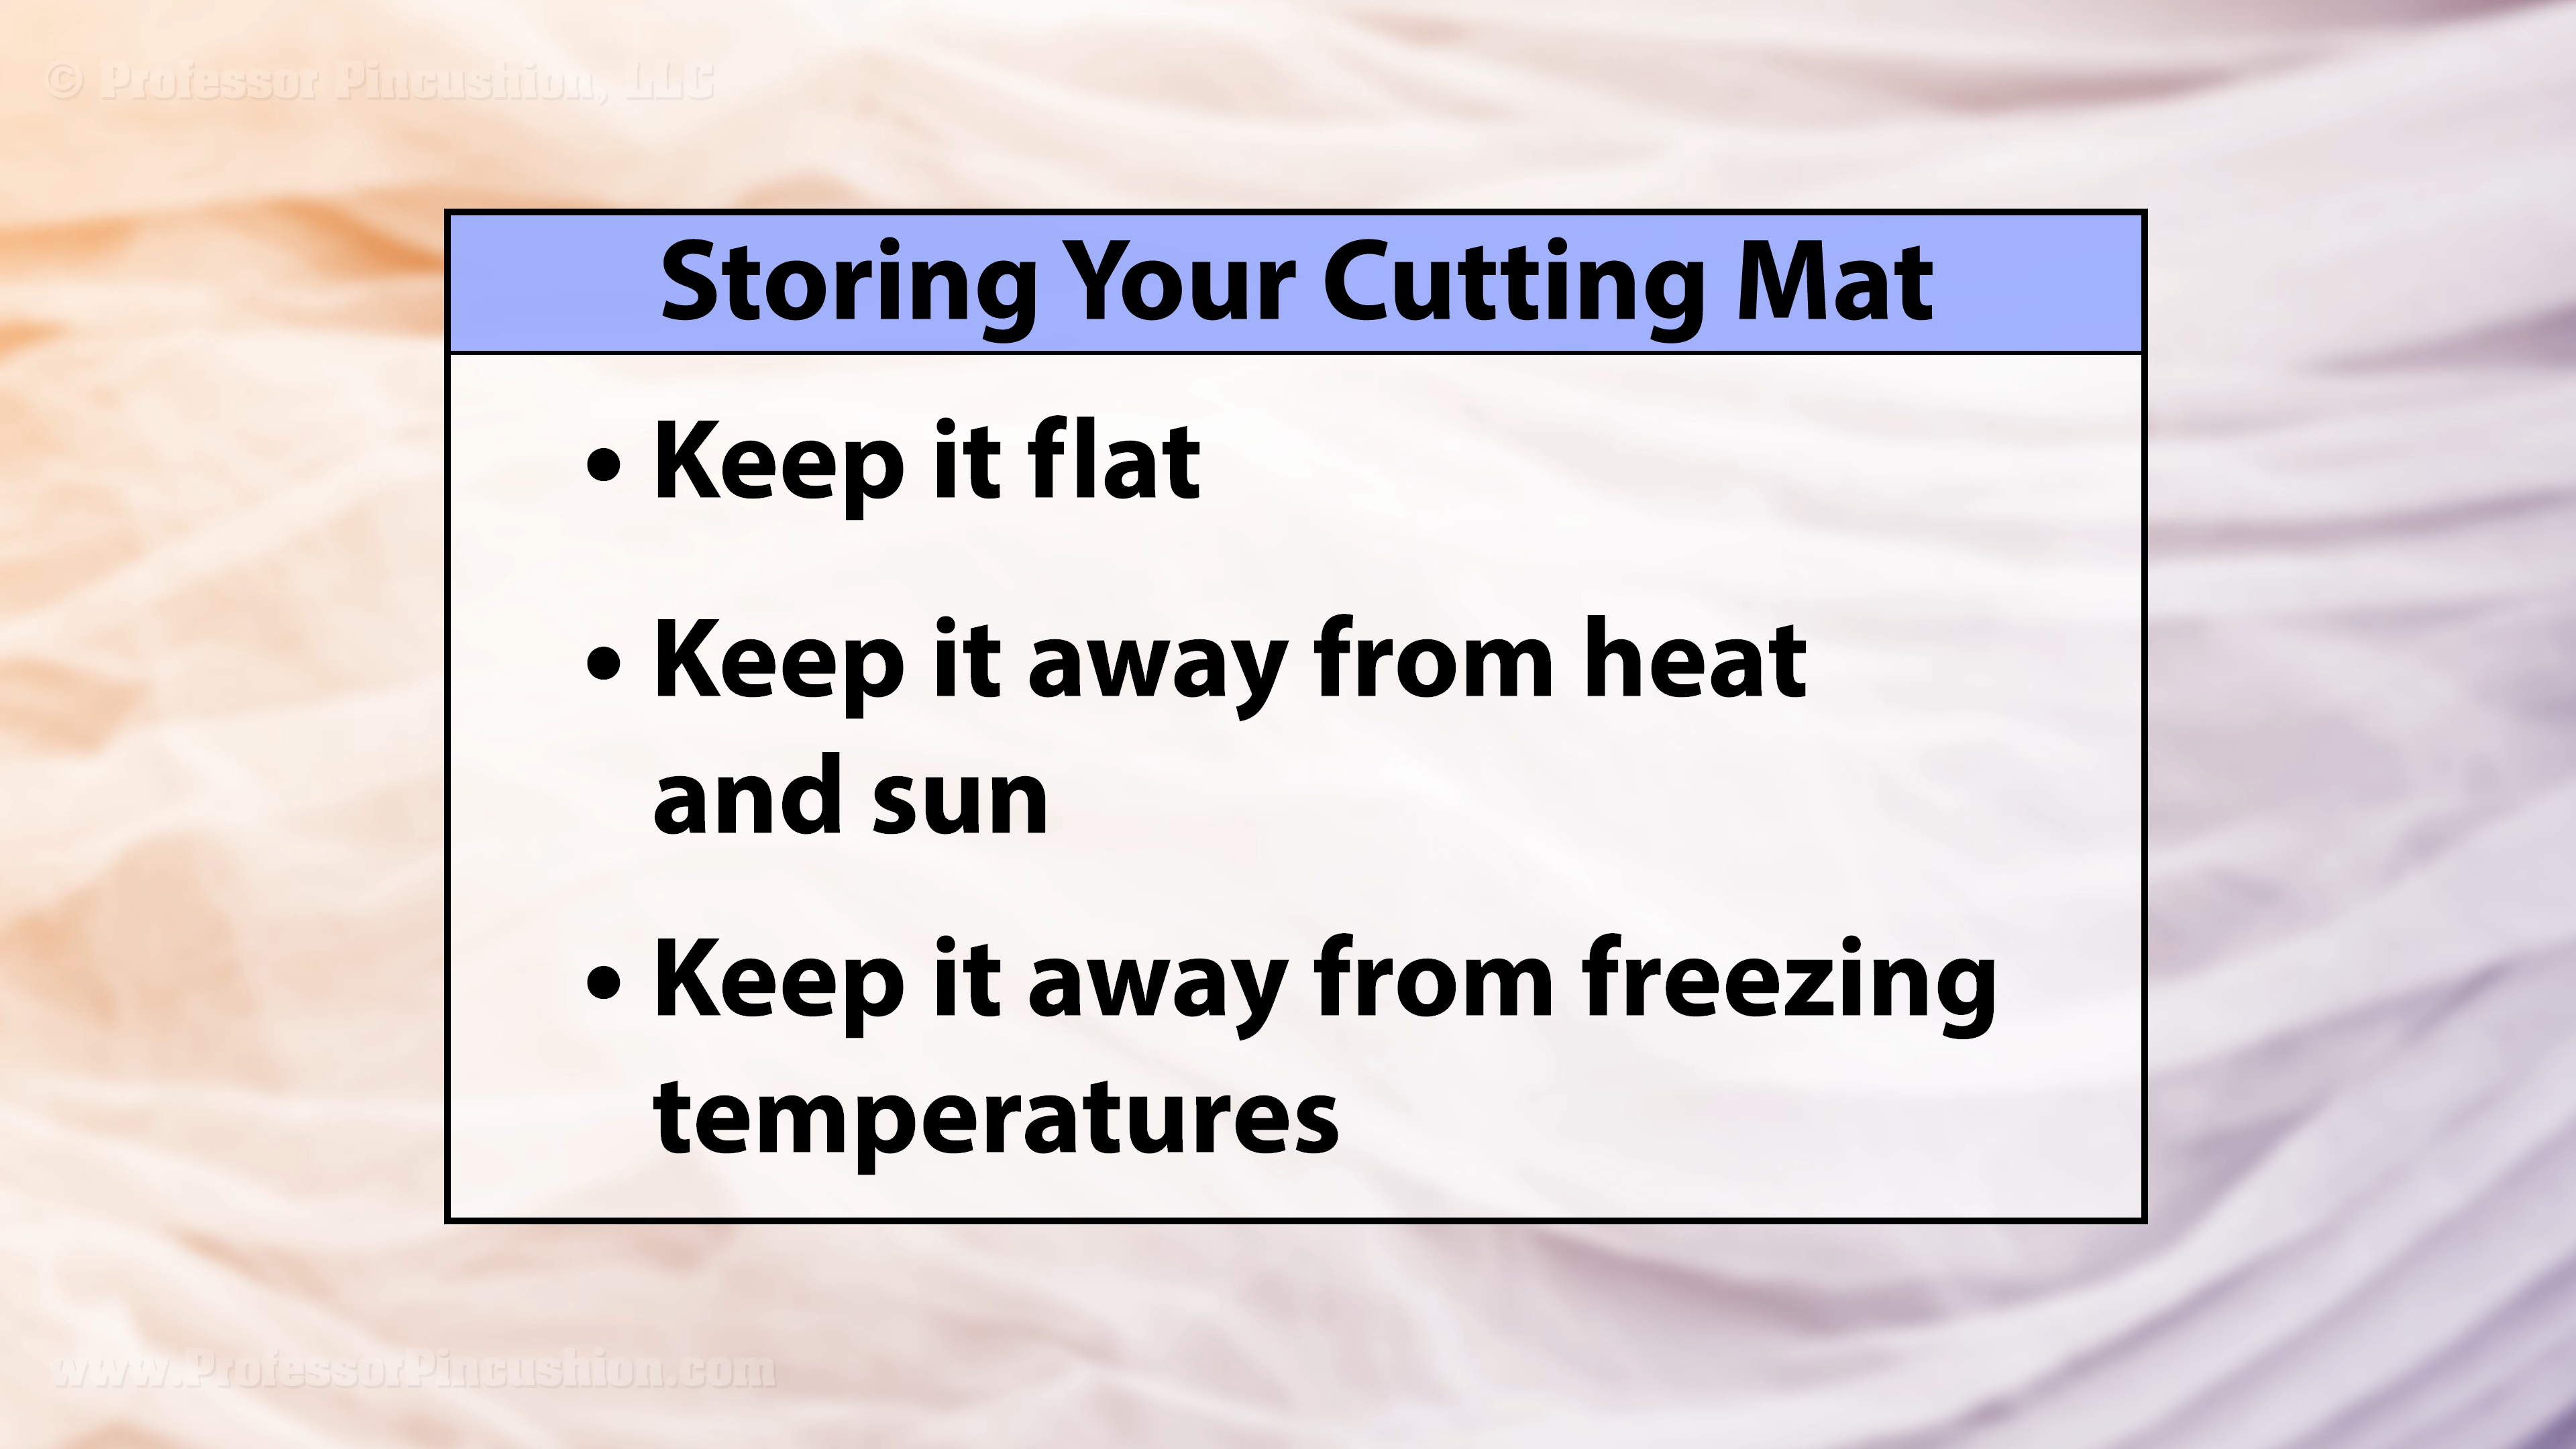 © Professor Pincushion, LLC
Storing Your Cutting Mat
• Keep it flat
• Keep it away from heat
and sun
• Keep it away from freezing
temperatures
www.ProfessorPincushion.com